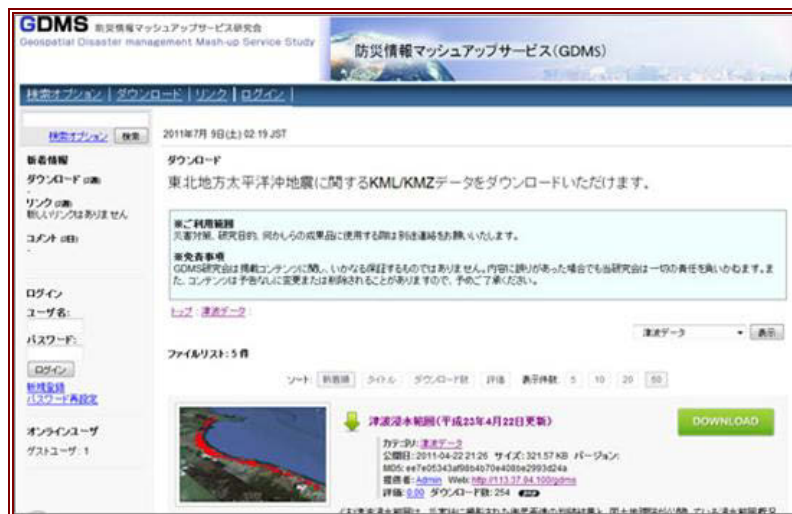 GDMS 防災情報マッシュアップサービス研究会
Geospatial Disaster management Mash-up Service Study
防災情報マッシュアップサービス(GDMS)
検索オプション | ダウンロード | リンク | ログイン |
検索オプション 検索
2011年7月 9日(土) 02:19 JST
新着情報
ダウンロード
リンク
新しいリンクはありません
コメント
ダウンロード
東北地方太平洋沖地震に関するKML/KMZデータをダウンロードいただけます。
※ご利用範囲
災害対策、研究目的、何かしらの成果品に使用する際は別途連絡をお願いいたします。
※免責事項
GDMS研究会は掲載コンテンツに関し、いかなる保証するものではありません。内容に誤りがあった場合でも当研究会は一切の責任を負いかねます。ま
た、コンテンツは予告なしに変更または削除されることがありますので、予めご了承ください。
ログイン
ユーザ名:
パスワード:
ログイン
新規登録
パスワード再設定
オンラインユーザ
ゲストユーザ: 1
トップ : 津波データ :
津波データ 表示
ファイルリスト: 5 件
ソート: 新着順 タイトル ダウンロード数 評価 表示件数: 5 10 20 50
津波浸水範囲(平成23年4月22日更新)
DOWNLOAD
カテゴリ: 津波データ
公開日: 2011-04-22 21:26 サイズ: 321.57 KB バージョン:
MD5: ee7e05343af98b4b70e408be2993d24a
提供者: Admin Web: http://113.37.84.100/gdms
評価: 0.00 ダウンロード数: 254